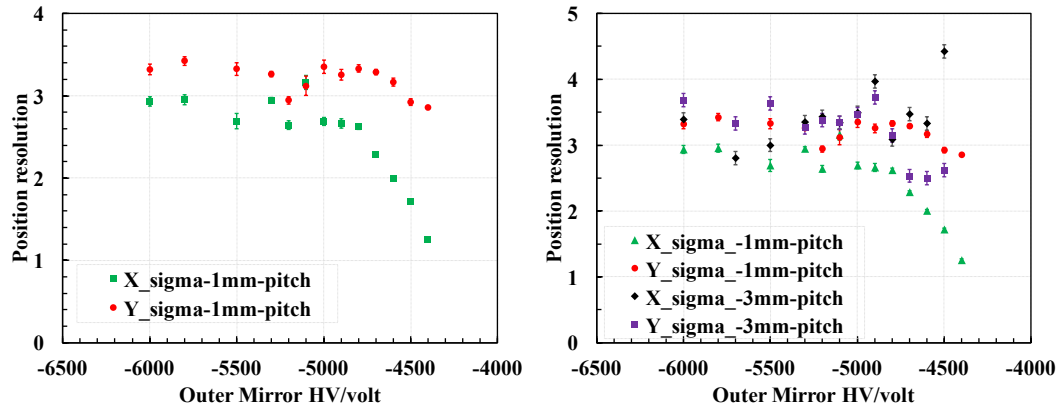 Position resolution
4
3
2
1
0
X_sigma-1mm-pitch
Y_sigma-1mm-pitch
-6500 -6000 -5500 -5000 -4500 -4000
Outer Mirror HV/volt
Position resolution
5
4
3
2
1
0
X_sigma_-1mm-pitch
Y_sigma_-1mm-pitch
X_sigma_-3mm-pitch
Y_sigma_-3mm-pitch
-6500 -6000 -5500 -5000 -4500 -4000
Outer Mirror HV/volt